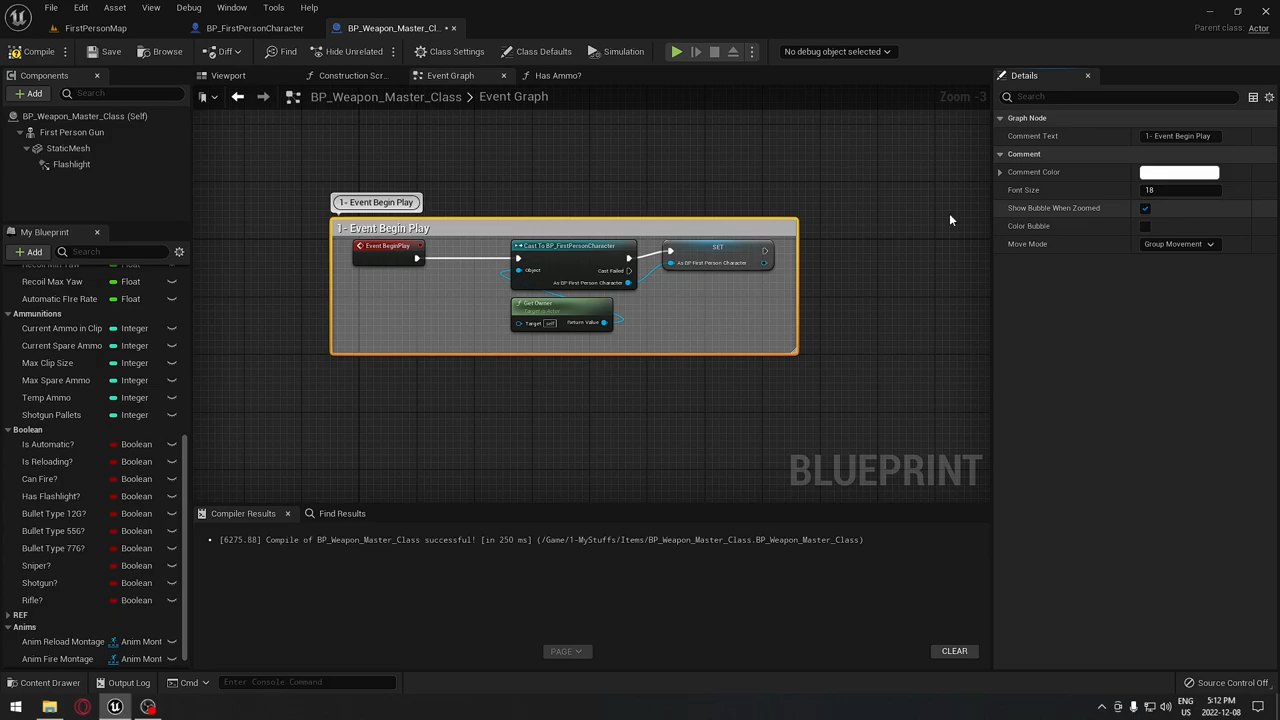 File Edit Asset View Debug Window Tools Help
FirstPersonMap BP_FirstPersonCharacter BP_Weapon_Master_Cl... Parent class: Actor
Compile Save Browse Diff Find Hide Unrelated Class Settings Class Defaults Simulation No debug object selected
Components Viewport Construction Scr... Event Graph Has Ammo? Details
Add Search BP_Weapon_Master_Class > Event Graph Zoom -3 Search
BP_Weapon_Master_Class (Self)
First Person Gun
StaticMesh
Flashlight
My Blueprint
Add Search
Recoil Max Yaw Float
Automatic Fire Rate Float
Ammunitions
Current Ammo in Clip Integer
Current Spare Ammo Integer
Max Clip Size Integer
Max Spare Ammo Integer
Temp Ammo Integer
Shotgun Pallets Integer
Boolean
Is Automatic? Boolean
Is Reloading? Boolean
Can Fire? Boolean
Has Flashlight? Boolean
Bullet Type 12G? Boolean
Bullet Type 556? Boolean
Bullet Type 776? Boolean
Sniper? Boolean
Shotgun? Boolean
Rifle? Boolean
REF
Anims
Anim Reload Montage Anim Mont
Anim Fire Montage Anim Mont
1- Event Begin Play
1- Event Begin Play
Event BeginPlay
Cast To BP_FirstPersonCharacter
Object
Cast Failed
As BP First Person Character
SET
As BP First Person Character
Get Owner
Target is Actor
Target self Return Value
BLUEPRINT
Graph Node
Comment Text 1- Event Begin Play
Comment
Comment Color
Font Size 18
Show Bubble When Zoomed
Color Bubble
Move Mode Group Movement
Compiler Results Find Results
[6275.88] Compile of BP_Weapon_Master_Class successful! [in 250 ms] (/Game/1-MyStuffs/Items/BP_Weapon_Master_Class.BP_Weapon_Master_Class)
PAGE CLEAR
Content Drawer Output Log Cmd Enter Console Command Source Control Off
ENG 5:12 PM
US 2022-12-08